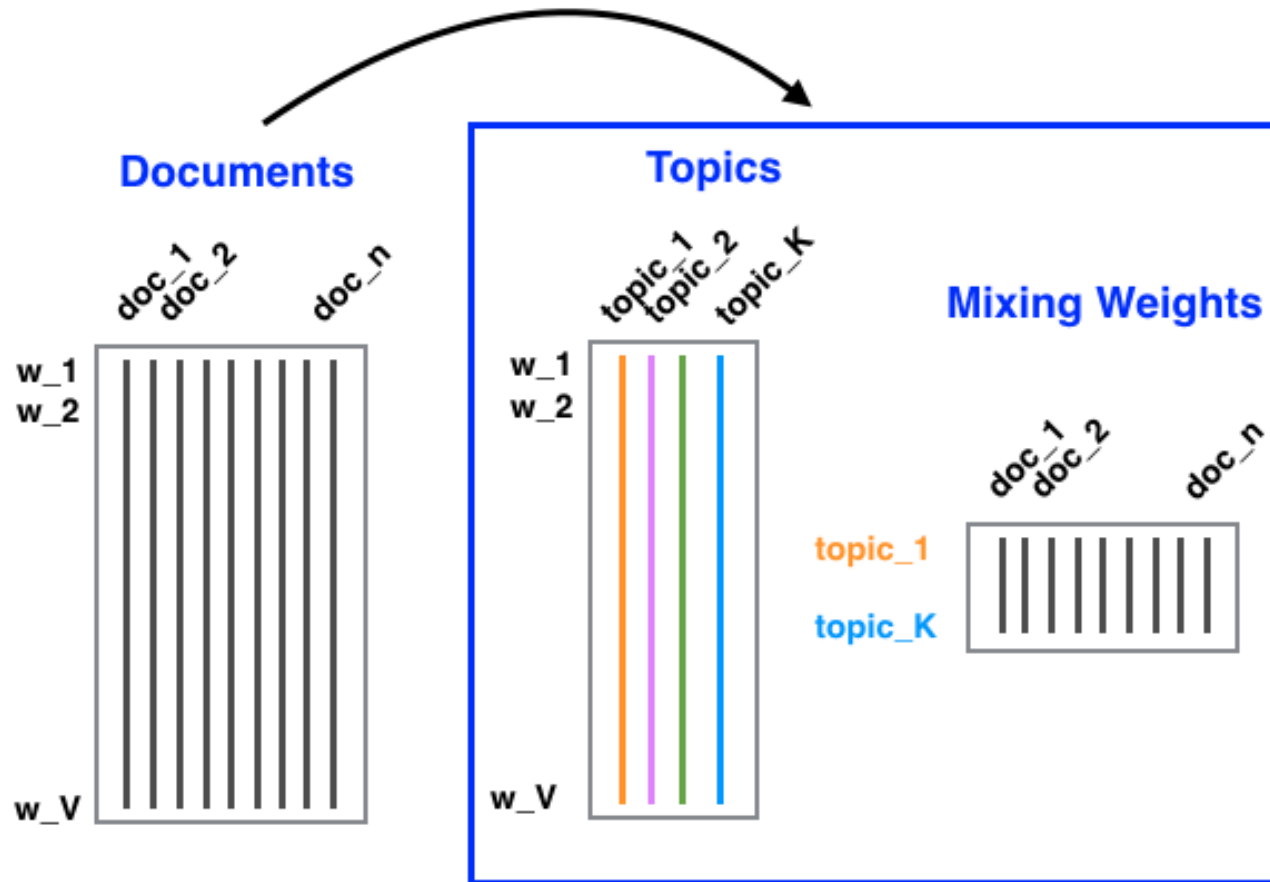 Documents
doc_1
doc_2
doc_n
w_1
w_2
w_V
Topics
topic_1
topic_2
topic_K
w_1
w_2
w_V
Mixing Weights
doc_1
doc_2
doc_n
topic_1
topic_K